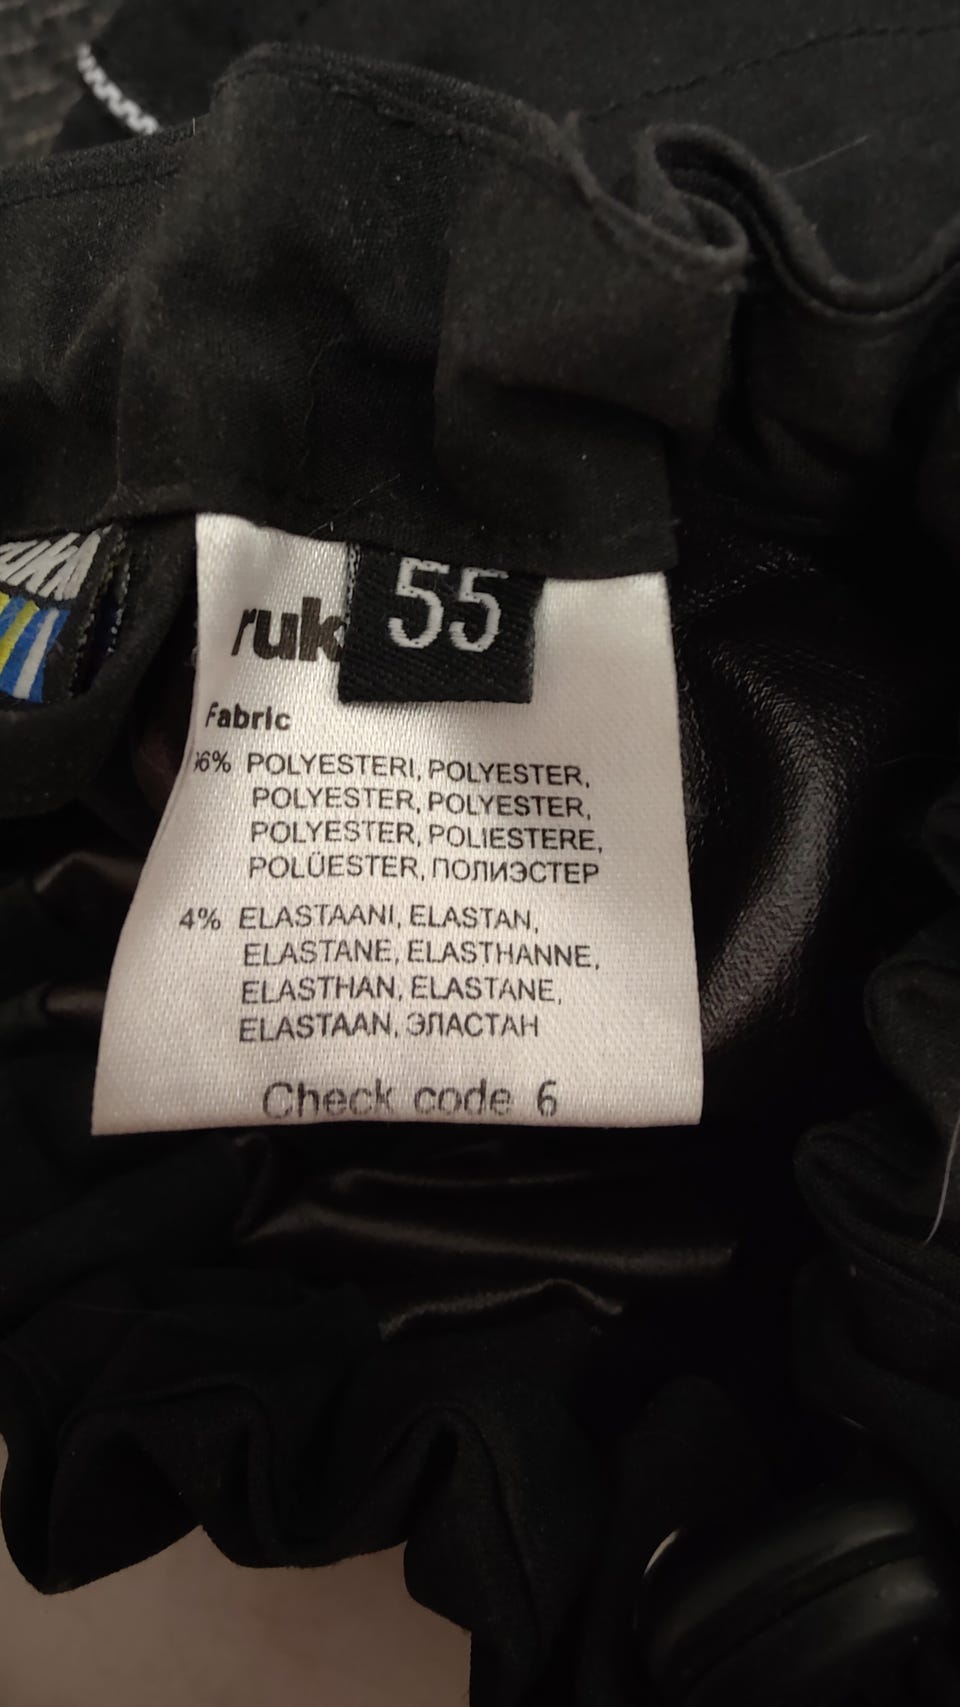 55
ruk
Fabric
6% POLYESTERI, POLYESTER,
POLYESTER, POLYESTER,
POLYESTER, POLIESTERE,
POLÜESTER, ПОЛИЭСТЕР
4% ELASTAANI, ELASTAN,
ELASTANE, ELASTHANNE,
ELASTHAN, ELASTANE,
ELASTAAN, ЭЛАСТАН
Check code 6